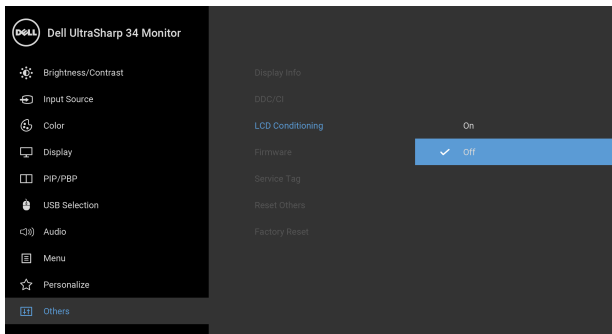 DELL Dell UltraSharp 34 Monitor
Brightness/Contrast
Input Source
Color
Display
PIP/PBP
USB Selection
Audio
Menu
Personalize
Others
Display Info
DDC/CI
LCD Conditioning
Firmware
Service Tag
Reset Others
Factory Reset
On
Off